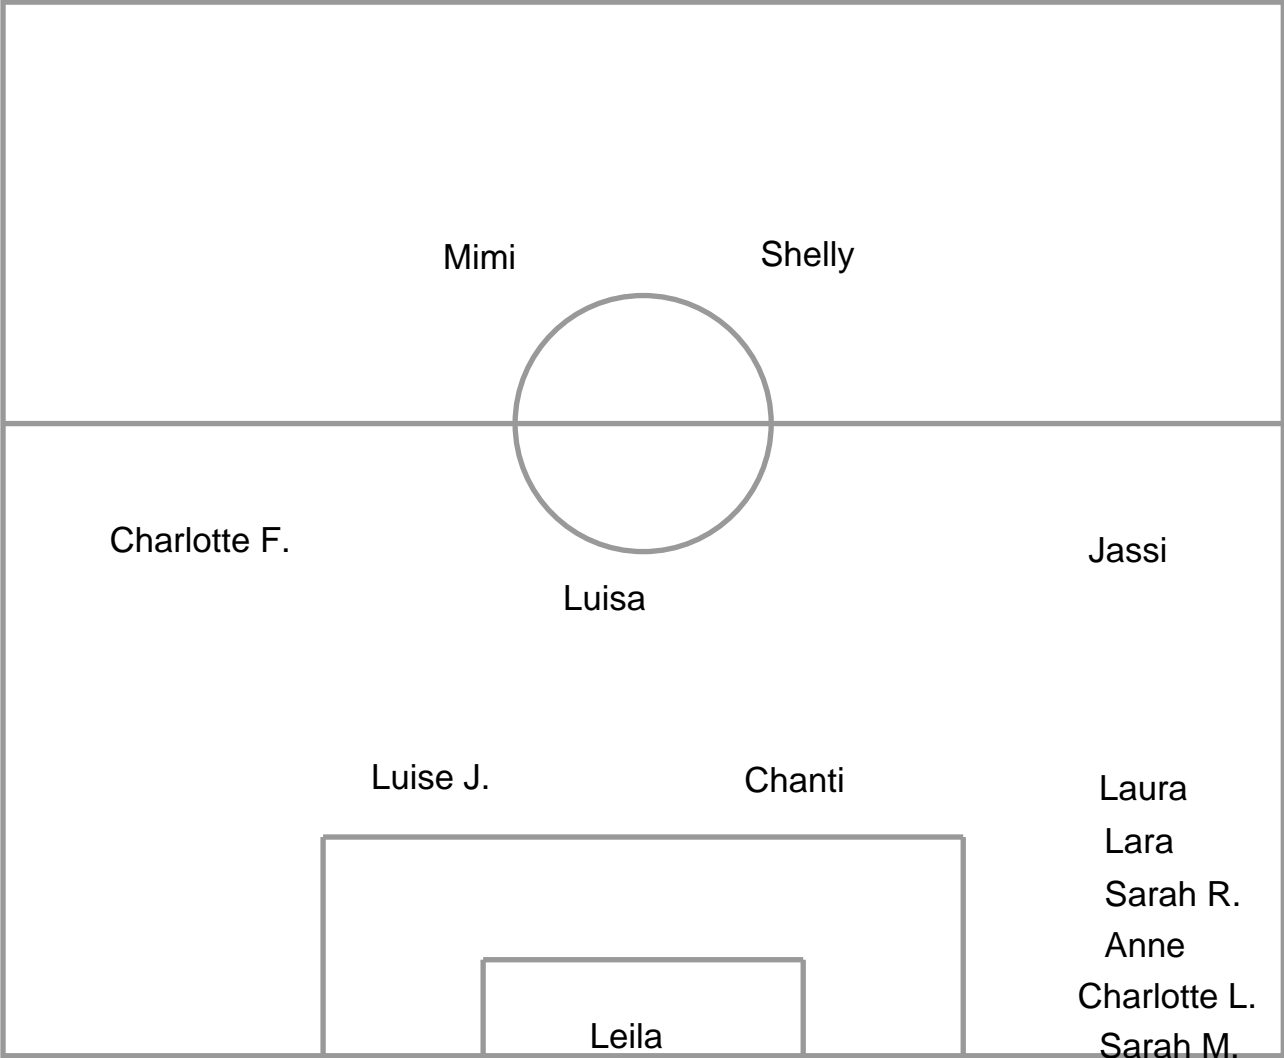 Mimi
Shelly
Charlotte F.
Jassi
Luisa
Luise J.
Chanti
Laura
Lara
Sarah R.
Anne
Charlotte L.
Leila
Sarah M.